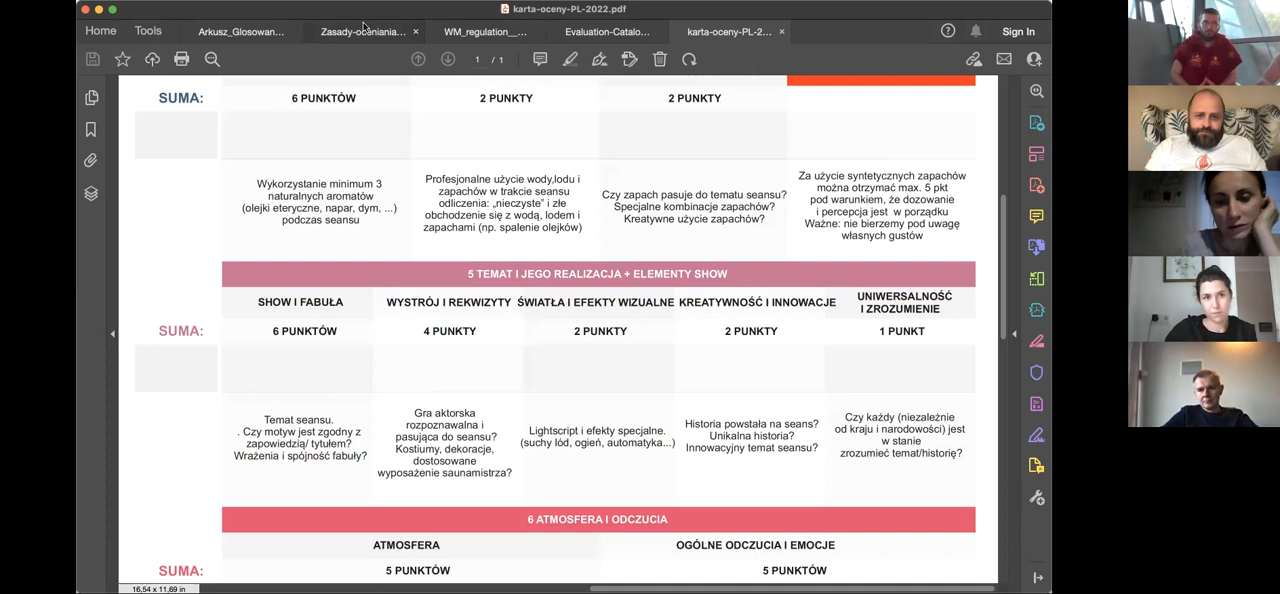 karta-oceny-PL-2022.pdf
Home
Tools
Arkusz_Glosowan...
Zasady-oceniania...
WM_regulation__...
Evaluation-Catalo...
karta-oceny-PL-2...
Sign In
1 / 1
SUMA:
6 PUNKTÓW
2 PUNKTY
2 PUNKTY
Wykorzystanie minimum 3
naturalnych aromatów
(olejki eteryczne, napar, dym, ...)
podczas seansu
Profesjonalne użycie wody,lodu i
zapachów w trakcie seansu
odliczenia: „nieczyste" i złe
obchodzenie się z wodą, lodem i
zapachami (np. spalenie olejków)
Czy zapach pasuje do tematu seansu?
Specjalne kombinacje zapachów?
Kreatywne użycie zapachów?
Za użycie syntetycznych zapachów
można otrzymać max. 5 pkt
pod warunkiem, że dozowanie
i percepcja jest w porządku
Ważne: nie bierzemy pod uwagę
własnych gustów
5 TEMAT I JEGO REALIZACJA + ELEMENTY SHOW
SHOW I FABUŁA
WYSTRÓJ I REKWIZYTY
ŚWIATŁA I EFEKTY WIZUALNE
KREATYWNOŚĆ I INNOWACJE
UNIWERSALNOŚĆ
I ZROZUMIENIE
SUMA:
6 PUNKTÓW
4 PUNKTY
2 PUNKTY
2 PUNKTY
1 PUNKT
Temat seansu.
. Czy motyw jest zgodny z
zapowiedzią/ tytułem?
Wrażenia i spójność fabuły?
Gra aktorska
rozpoznawalna i
pasująca do seansu?
Kostiumy, dekoracje,
dostosowane
wyposażenie saunamistrza?
Lightscript i efekty specjalne.
(suchy lód, ogień, automatyka...)
Historia powstała na seans?
Unikalna historia?
Innowacyjny temat seansu?
Czy każdy (niezależnie
od kraju i narodowości) jest
w stanie
zrozumieć temat/historię?
6 ATMOSFERA I ODCZUCIA
ATMOSFERA
OGÓLNE ODCZUCIA I EMOCJE
SUMA:
5 PUNKTÓW
5 PUNKTÓW
16,54 x 11,69 in